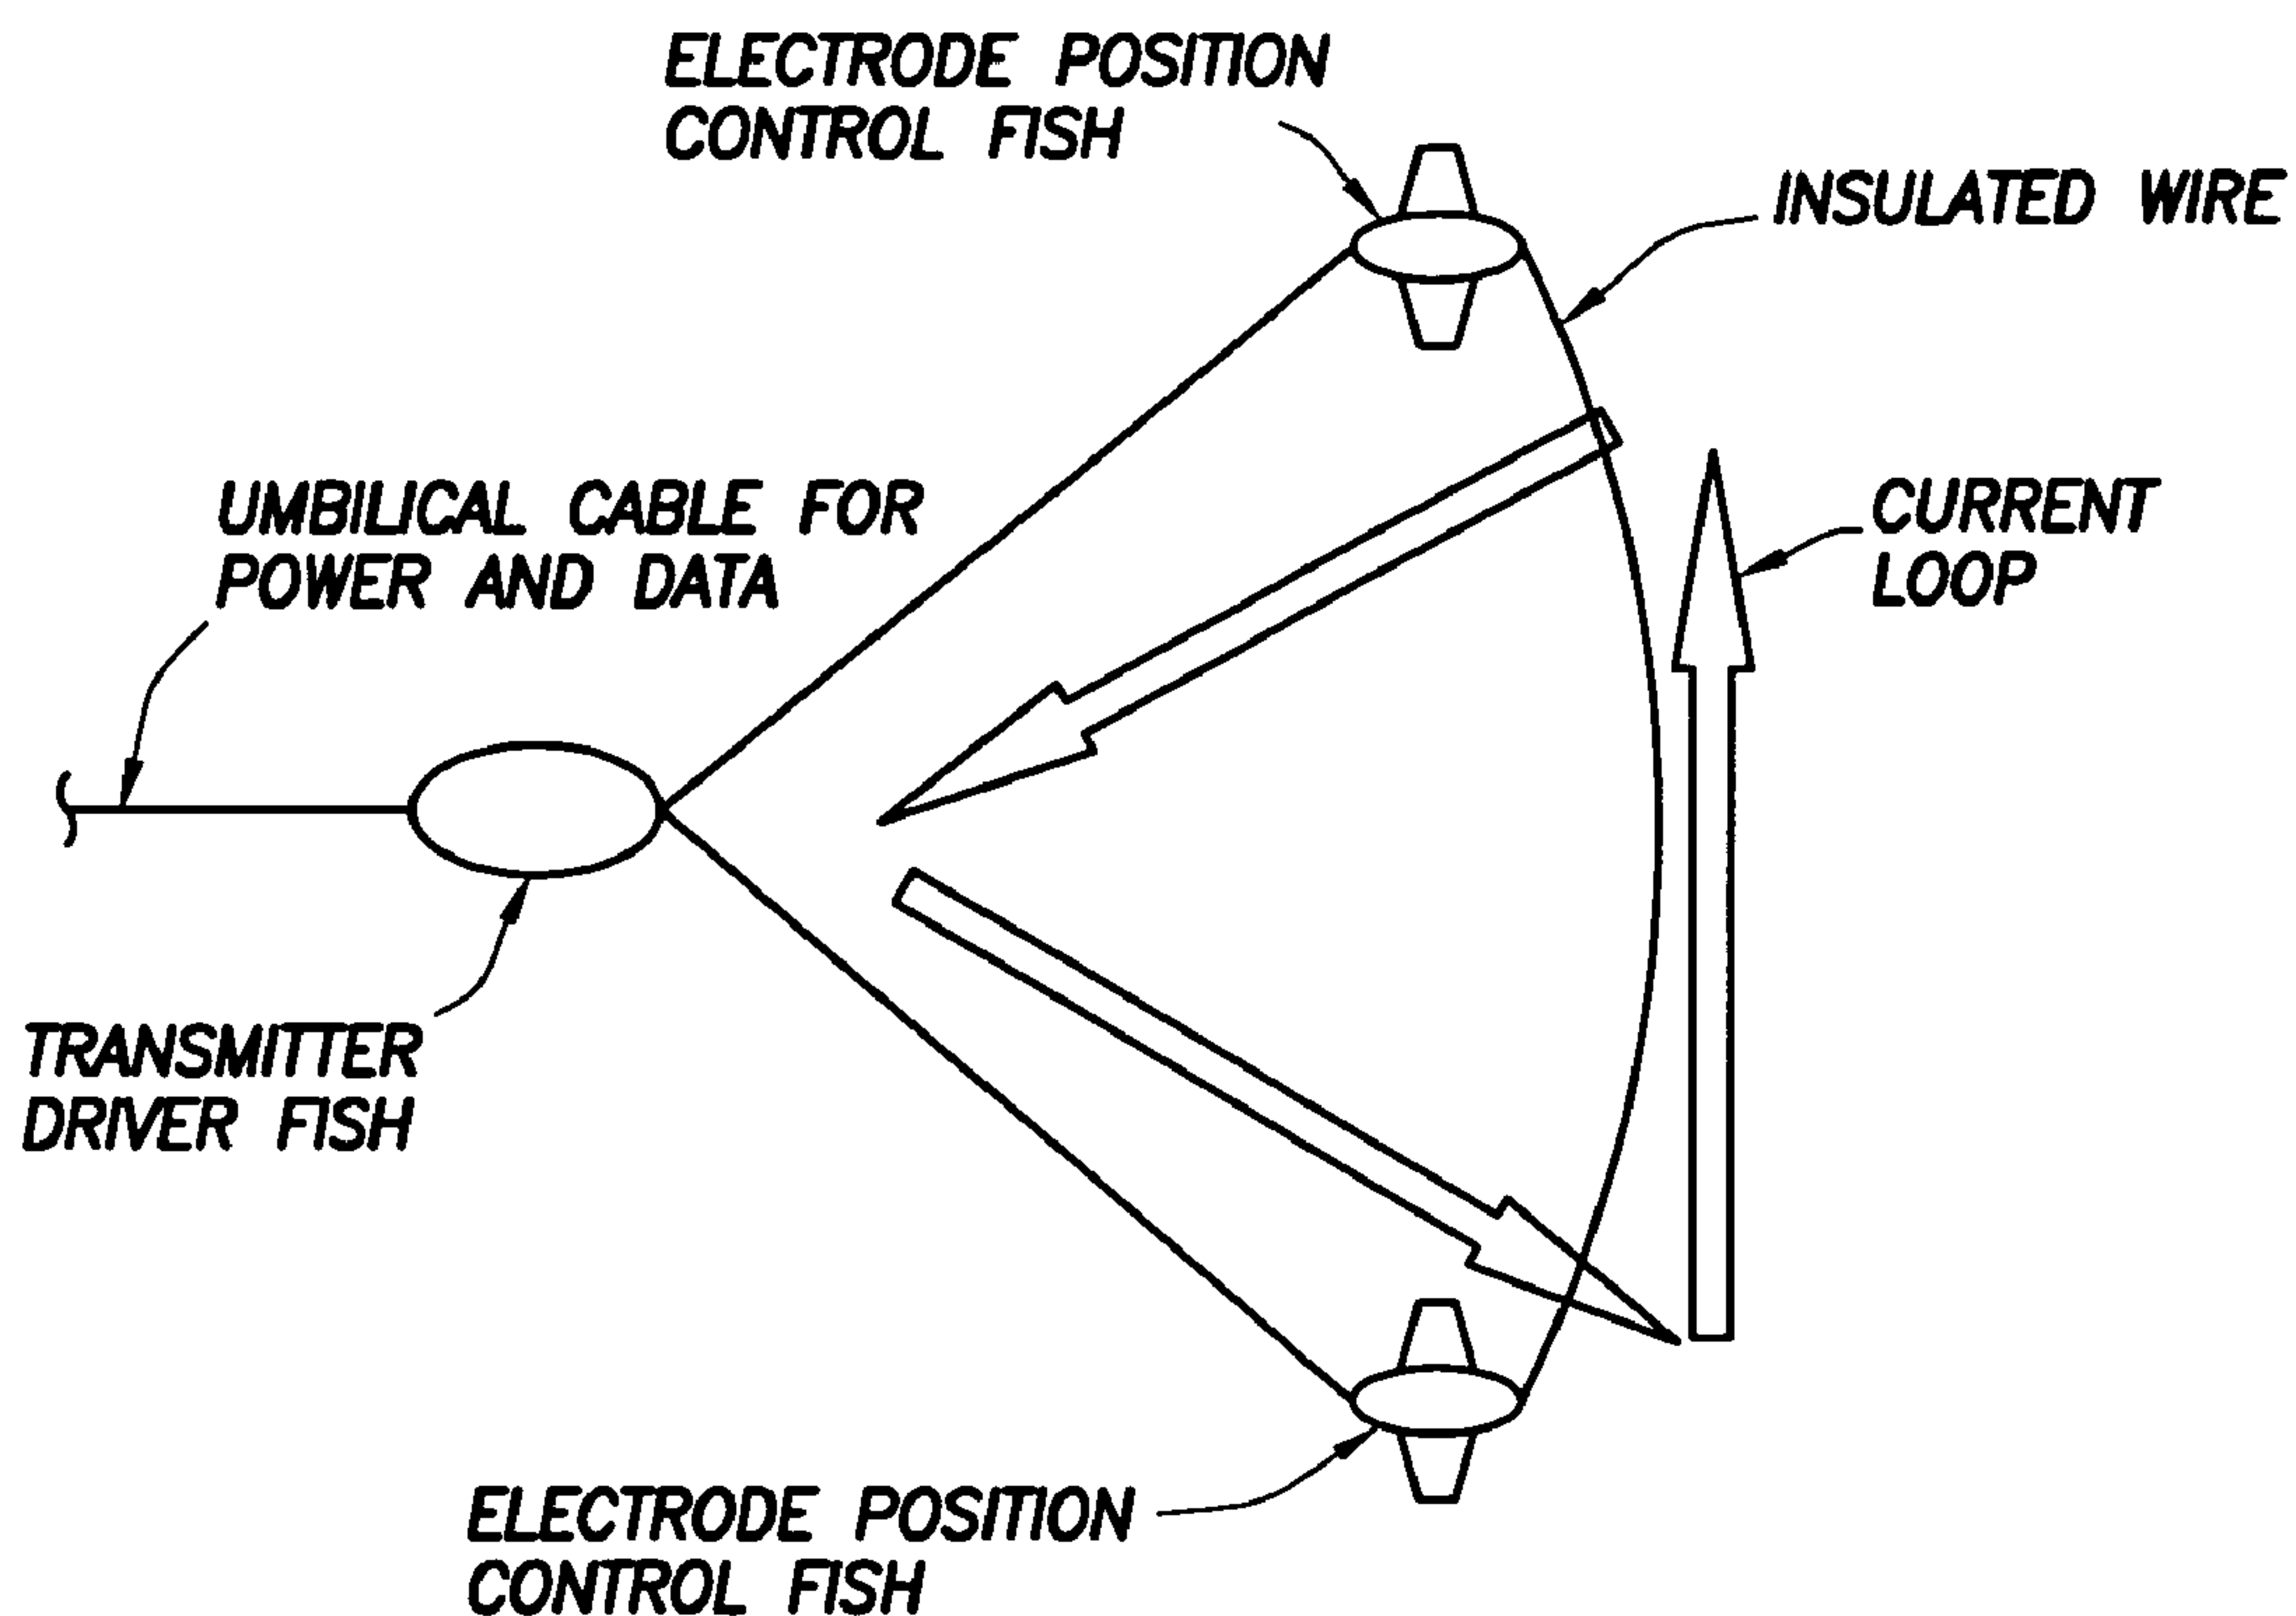 ELECTRODE POSITION
CONTROL FISH
INSULATED WIRE
UMBILICAL CABLE FOR
POWER AND DATA
CURRENT
LOOP
TRANSMITTER
DRIVER FISH
ELECTRODE POSITION
CONTROL FISH